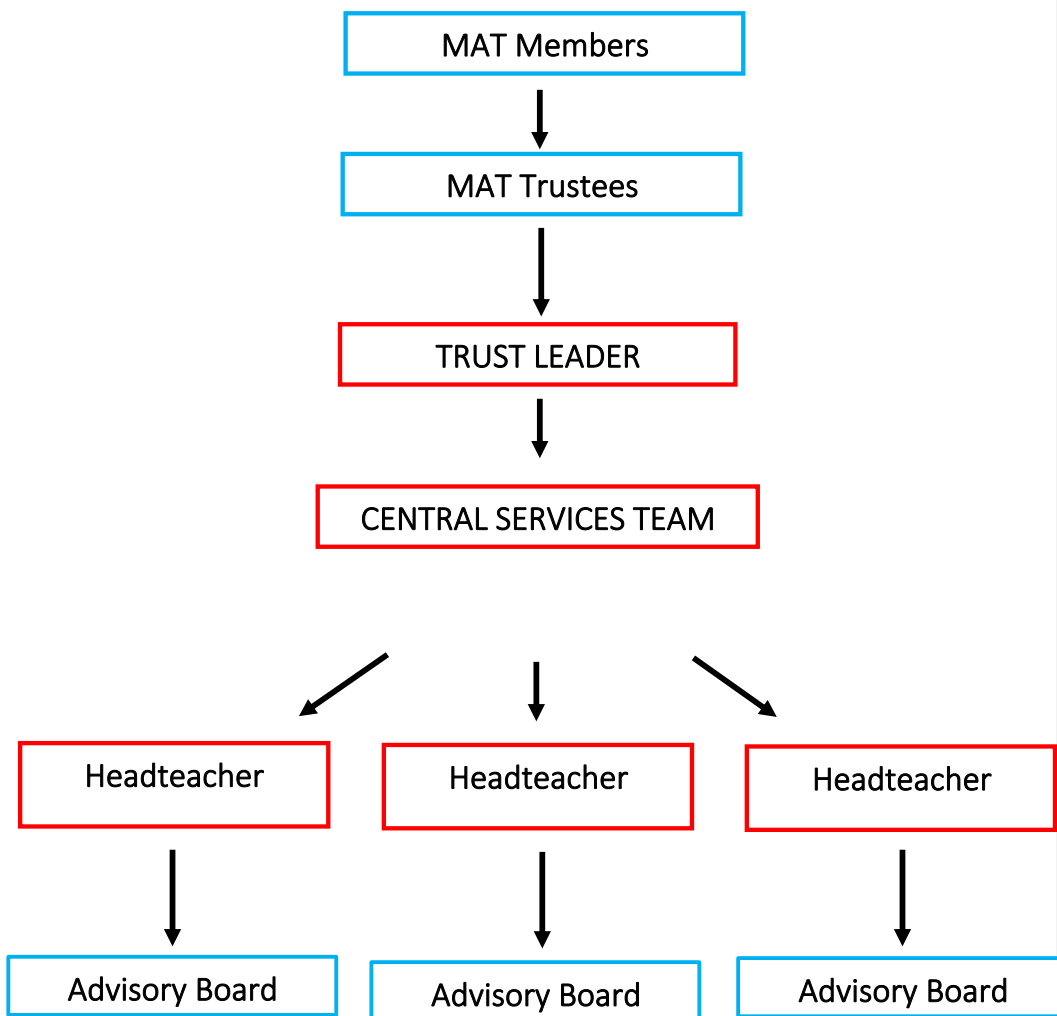 MAT Members
MAT Trustees
TRUST LEADER
CENTRAL SERVICES TEAM
Headteacher
Headteacher
Headteacher
Advisory Board
Advisory Board
Advisory Board